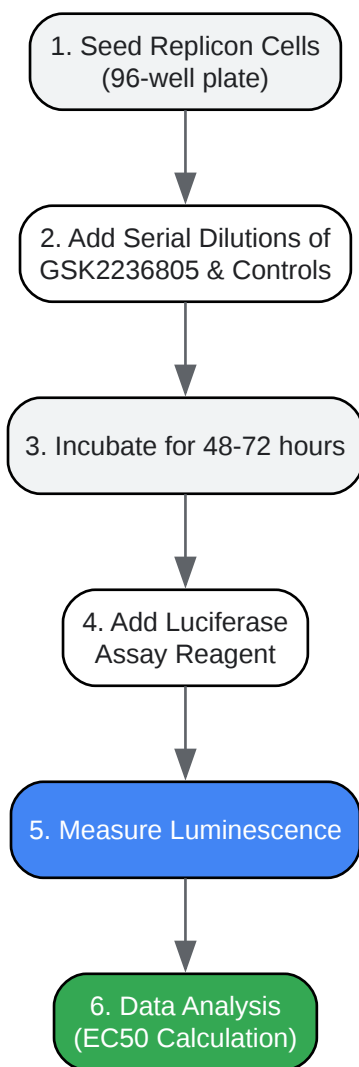 1. Seed Replicon Cells
(96-well plate)
2. Add Serial Dilutions of
GSK2236805 & Controls
3. Incubate for 48-72 hours
4. Add Luciferase
Assay Reagent
5. Measure Luminescence
6. Data Analysis
(EC50 Calculation)